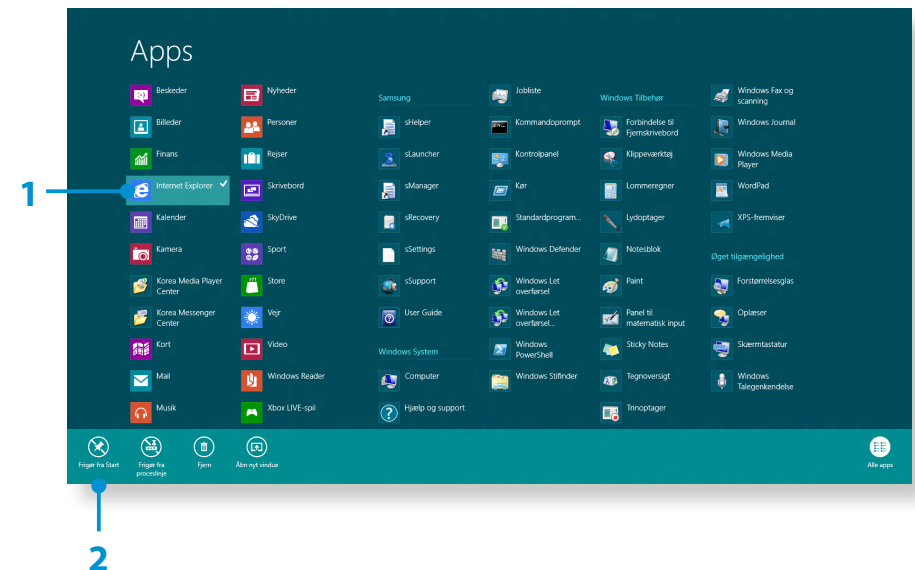 Apps
Beskeder
Billeder
Finans
1
Internet Explorer
Kalender
Kamera
Korea Media Player
Center
Korea Messenger
Center
Kort
Mail
Musik
Nyheder
Personer
Rejser
Skrivebord
SkyDrive
Sport
Store
Vejr
Video
Windows Reader
Xbox LIVE-spil
Samsung
sHelper
sLauncher
sManager
sRecovery
sSettings
sSupport
User Guide
Windows System
Computer
Hjælp og support
Jobliste
Kommandoprompt
Kontrolpanel
Kør
Standardprogram...
Windows Defender
Windows Let
overførsel
Windows Let
overførsel...
Windows
PowerShell
Windows Stifinder
Windows Tilbehør
Forbindelse til
Fjernskrivebord
Klippeværktøj
Lommeregner
Lydoptager
Notesblok
Paint
Panel til
matematisk input
Sticky Notes
Tegnoversigt
Trinoptager
Windows Fax og
scanning
Windows Journal
Windows Media
Player
WordPad
XPS-fremviser
Øget tilgængelighed
Forstørrelsesglas
Oplæser
Skærmtastatur
Windows
Talegenkendelse
Frigør fra Start
Frigør fra
proceslinje
Fjern
Åbn nyt vindue
Alle apps
2